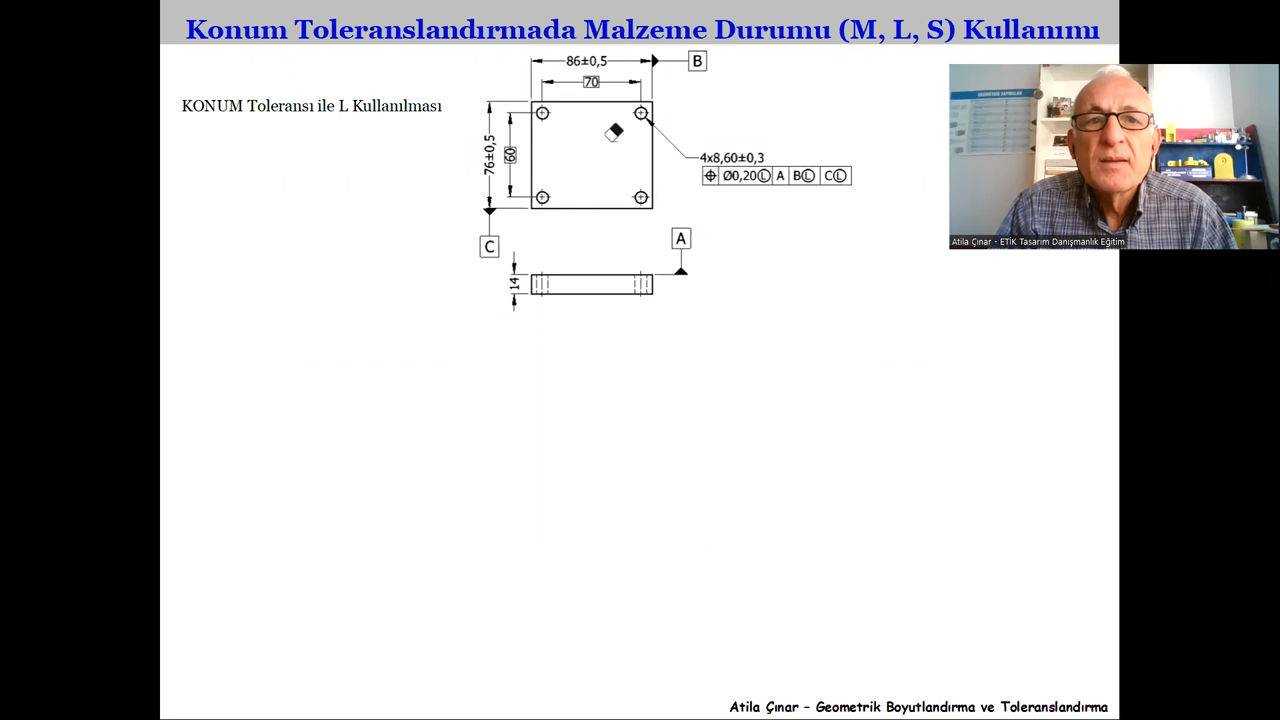 Konum Toleranslandırmada Malzeme Durumu (M, L, S) Kullanımı
86±0,5
B
70
KONUM Toleransı ile L Kullanılması
76±0,5
60
4x8,60±0,3
⌖ Ø0,20Ⓛ A BⓁ CⓁ
C
A
14
Atila Çınar - ETİK Tasarım Danışmanlık Eğitim
Atila Çınar – Geometrik Boyutlandırma ve Toleranslandırma